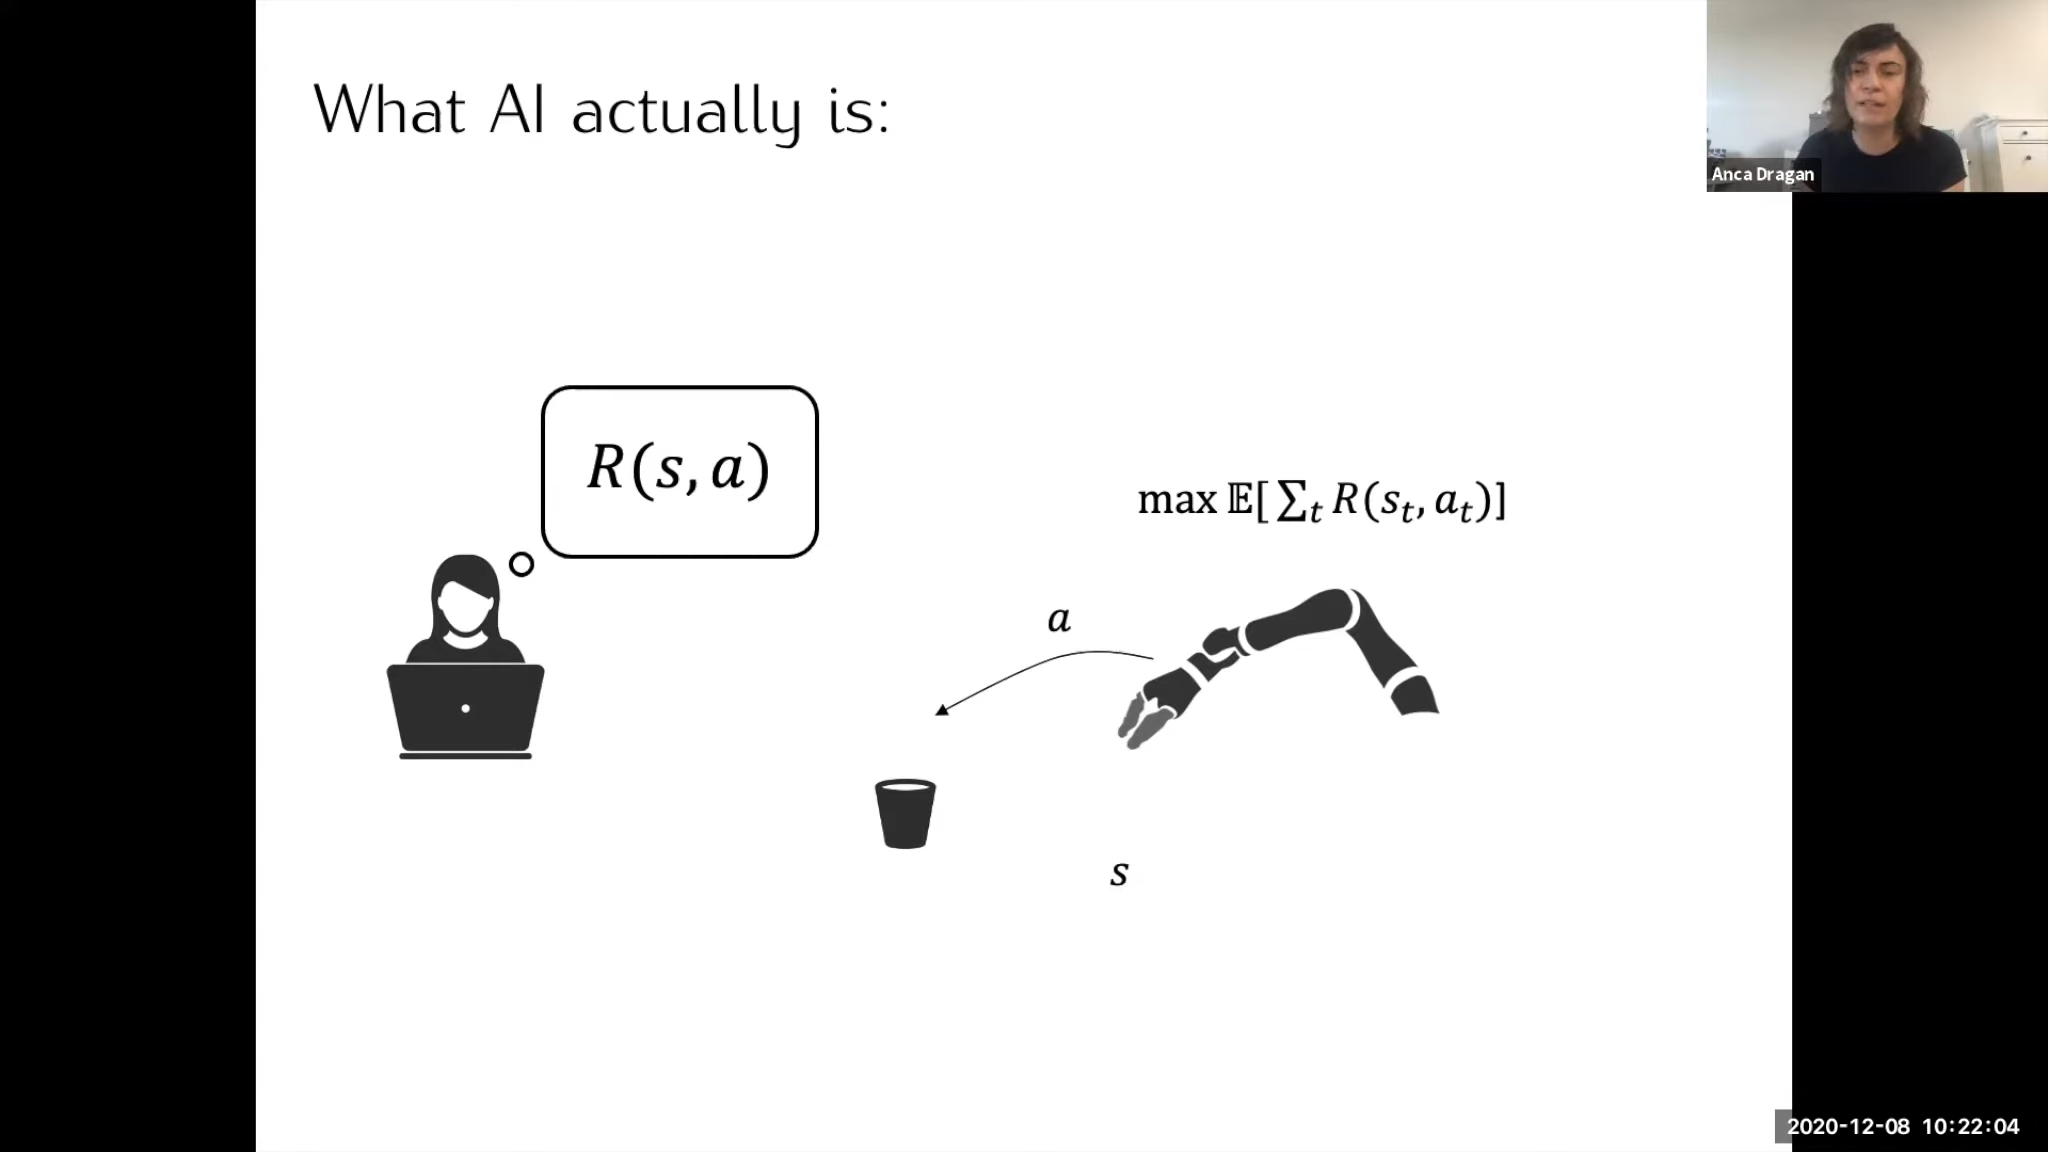 What AI actually is:
Anca Dragan
R(s, a)
max 𝔼[ ∑ₜ R(sₜ, aₜ)]
a
s
2020-12-08 10:22:04